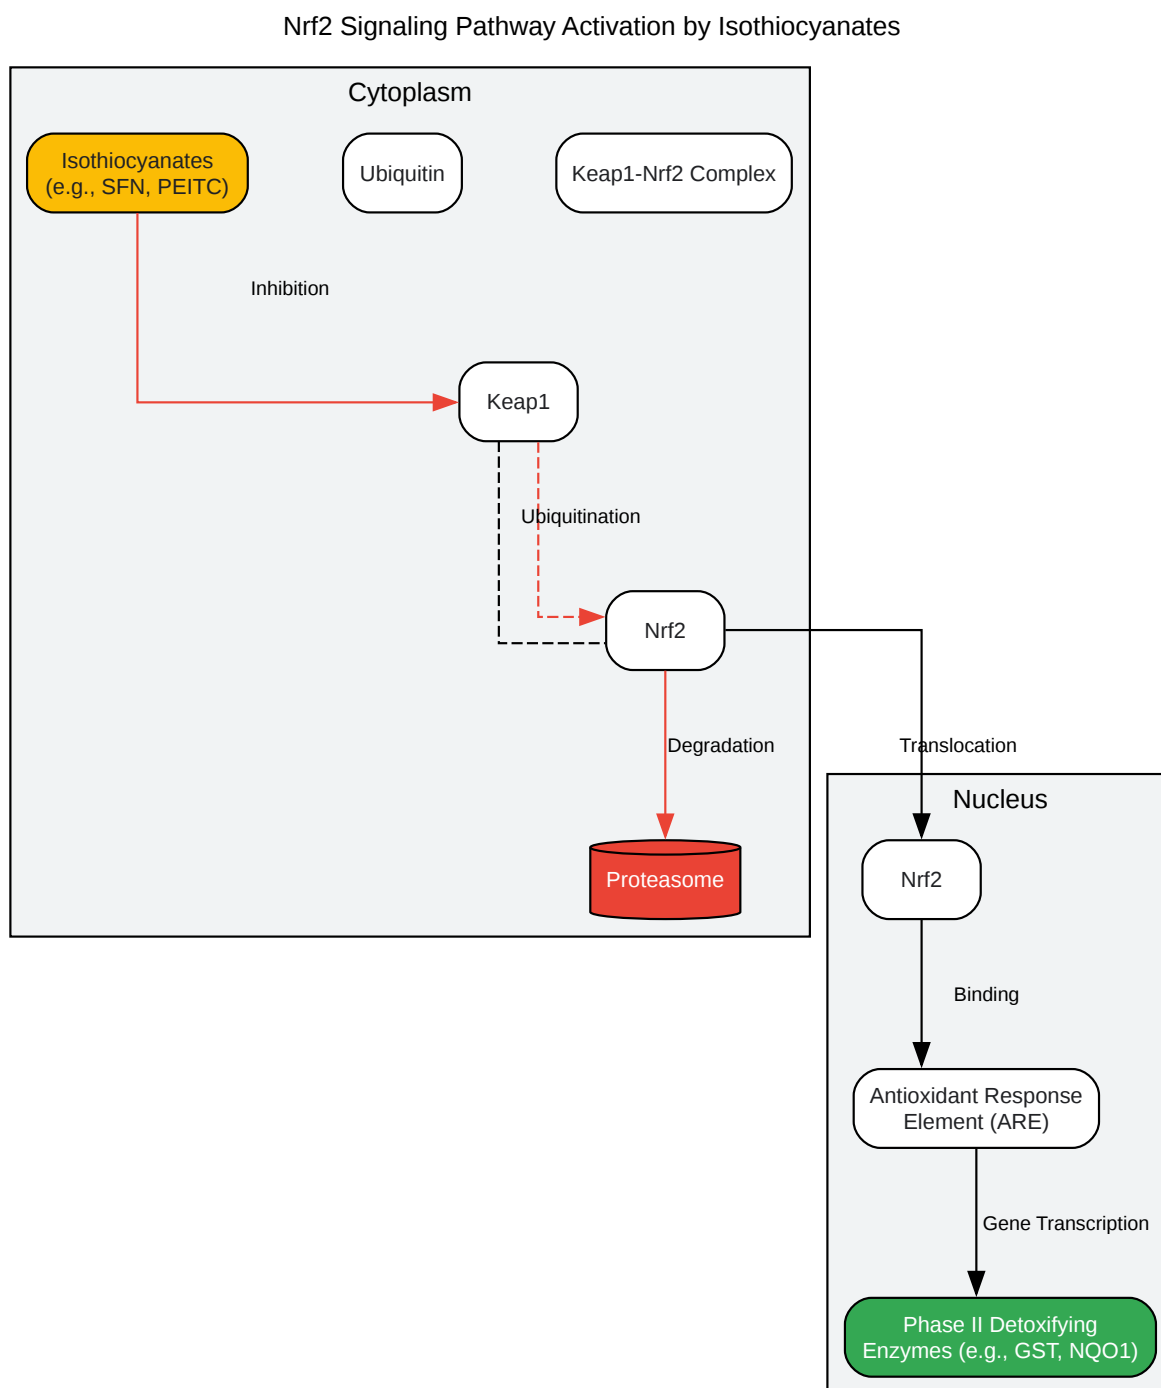 Nrf2 Signaling Pathway Activation by Isothiocyanates
Cytoplasm
Isothiocyanates
(e.g., SFN, PEITC)
Ubiquitin
Keap1-Nrf2 Complex
Inhibition
Keap1
Ubiquitination
Nrf2
Degradation
Translocation
Nucleus
Proteasome
Nrf2
Binding
Antioxidant Response
Element (ARE)
Gene Transcription
Phase II Detoxifying
Enzymes (e.g., GST, NQO1)